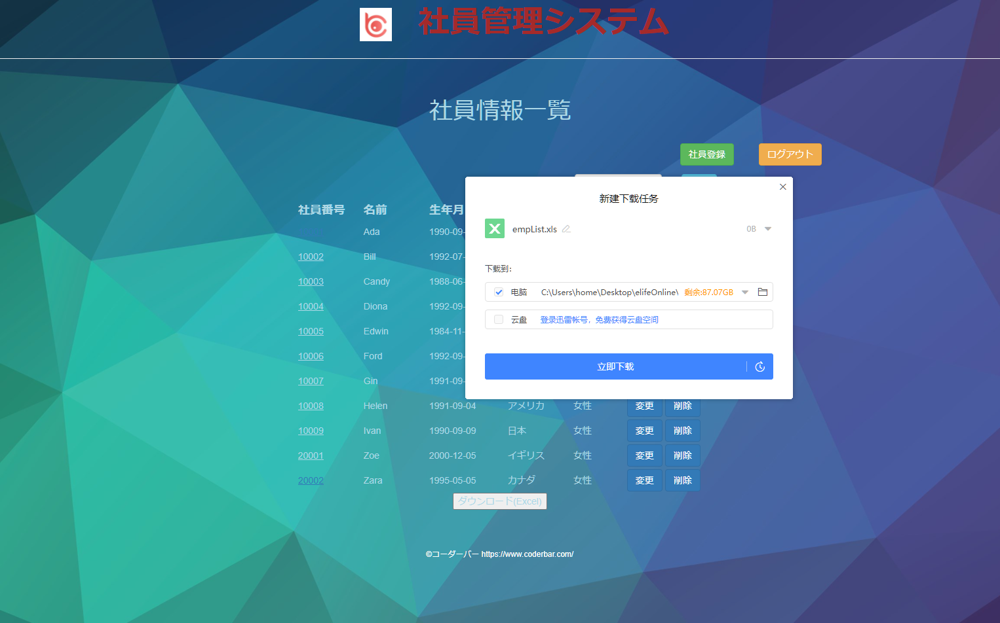 社員管理システム
社員情報一覧
社員登録 ログアウト
社員番号 名前 生年月
Ada 1990-09-
10002 Bill 1992-07-
10003 Candy 1988-06-
10004 Diona 1992-09-
10005 Edwin 1984-11-
10006 Ford 1992-09-
10007 Gin 1991-09-
10008 Helen 1991-09-04 アメリカ 女性 変更 削除
10009 Ivan 1990-09-09 日本 女性 変更 削除
20001 Zoe 2000-12-05 イギリス 女性 変更 削除
20002 Zara 1995-05-05 カナダ 女性 変更 削除
ダウンロード(Excel)
新建下载任务
empList.xls 0B
下载到:
电脑 C:\Users\home\Desktop\elifeOnline\ 剩余:87.07GB
云盘 登录迅雷帐号，免费获得云盘空间
立即下载
©コーダーバー https://www.coderbar.com/